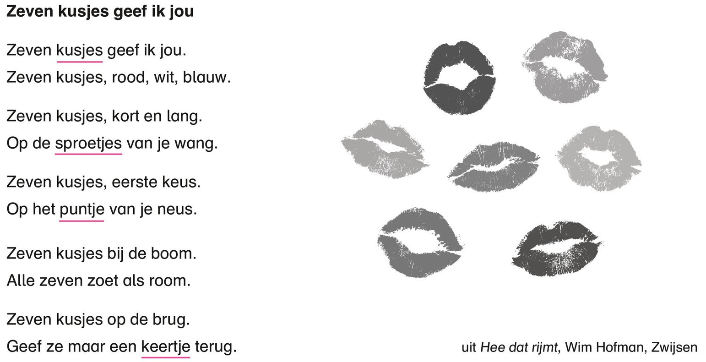 Zeven kusjes geef ik jou
Zeven kusjes geef ik jou.
Zeven kusjes, rood, wit, blauw.
Zeven kusjes, kort en lang.
Op de sproetjes van je wang.
Zeven kusjes, eerste keus.
Op het puntje van je neus.
Zeven kusjes bij de boom.
Alle zeven zoet als room.
Zeven kusjes op de brug.
Geef ze maar een keertje terug.
uit Hee dat rijmt, Wim Hofman, Zwijsen